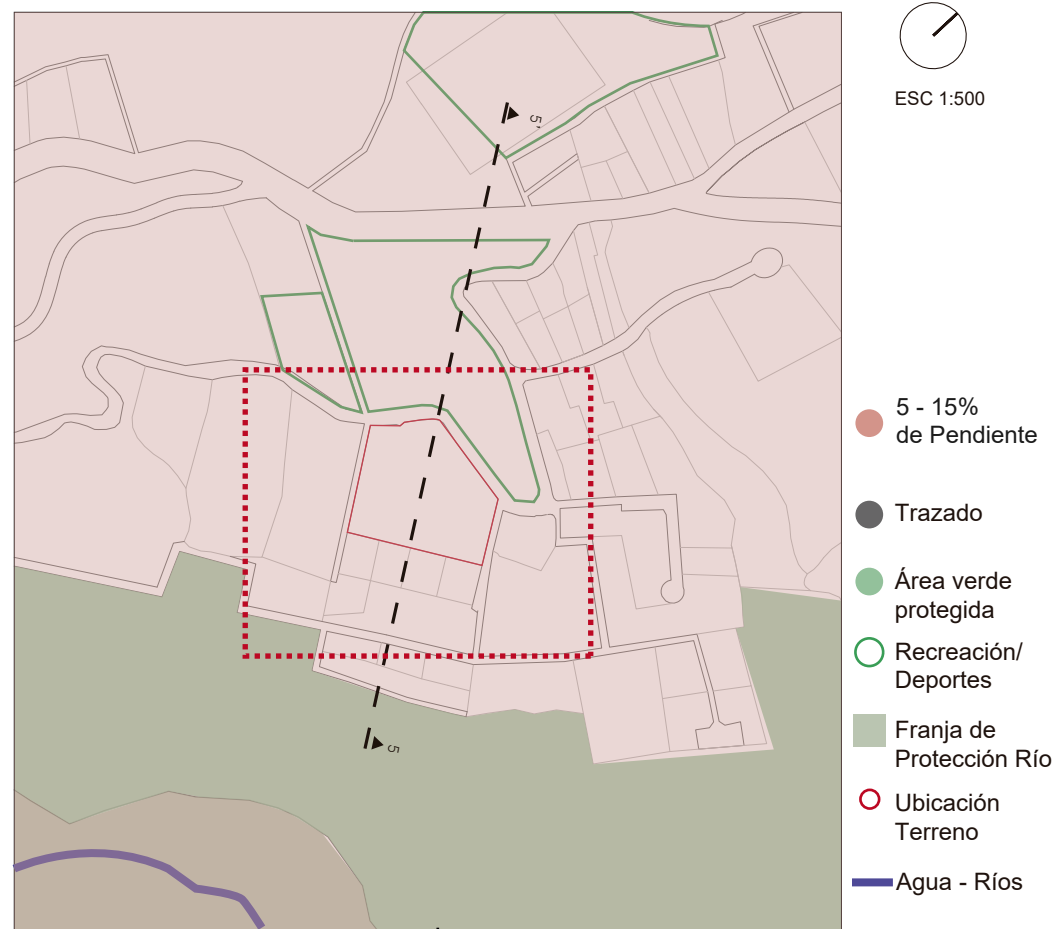 ESC 1:500
5'
5
5 - 15%
de Pendiente
Trazado
Área verde
protegida
Recreación/
Deportes
Franja de
Protección Río
Ubicación
Terreno
Agua - Ríos